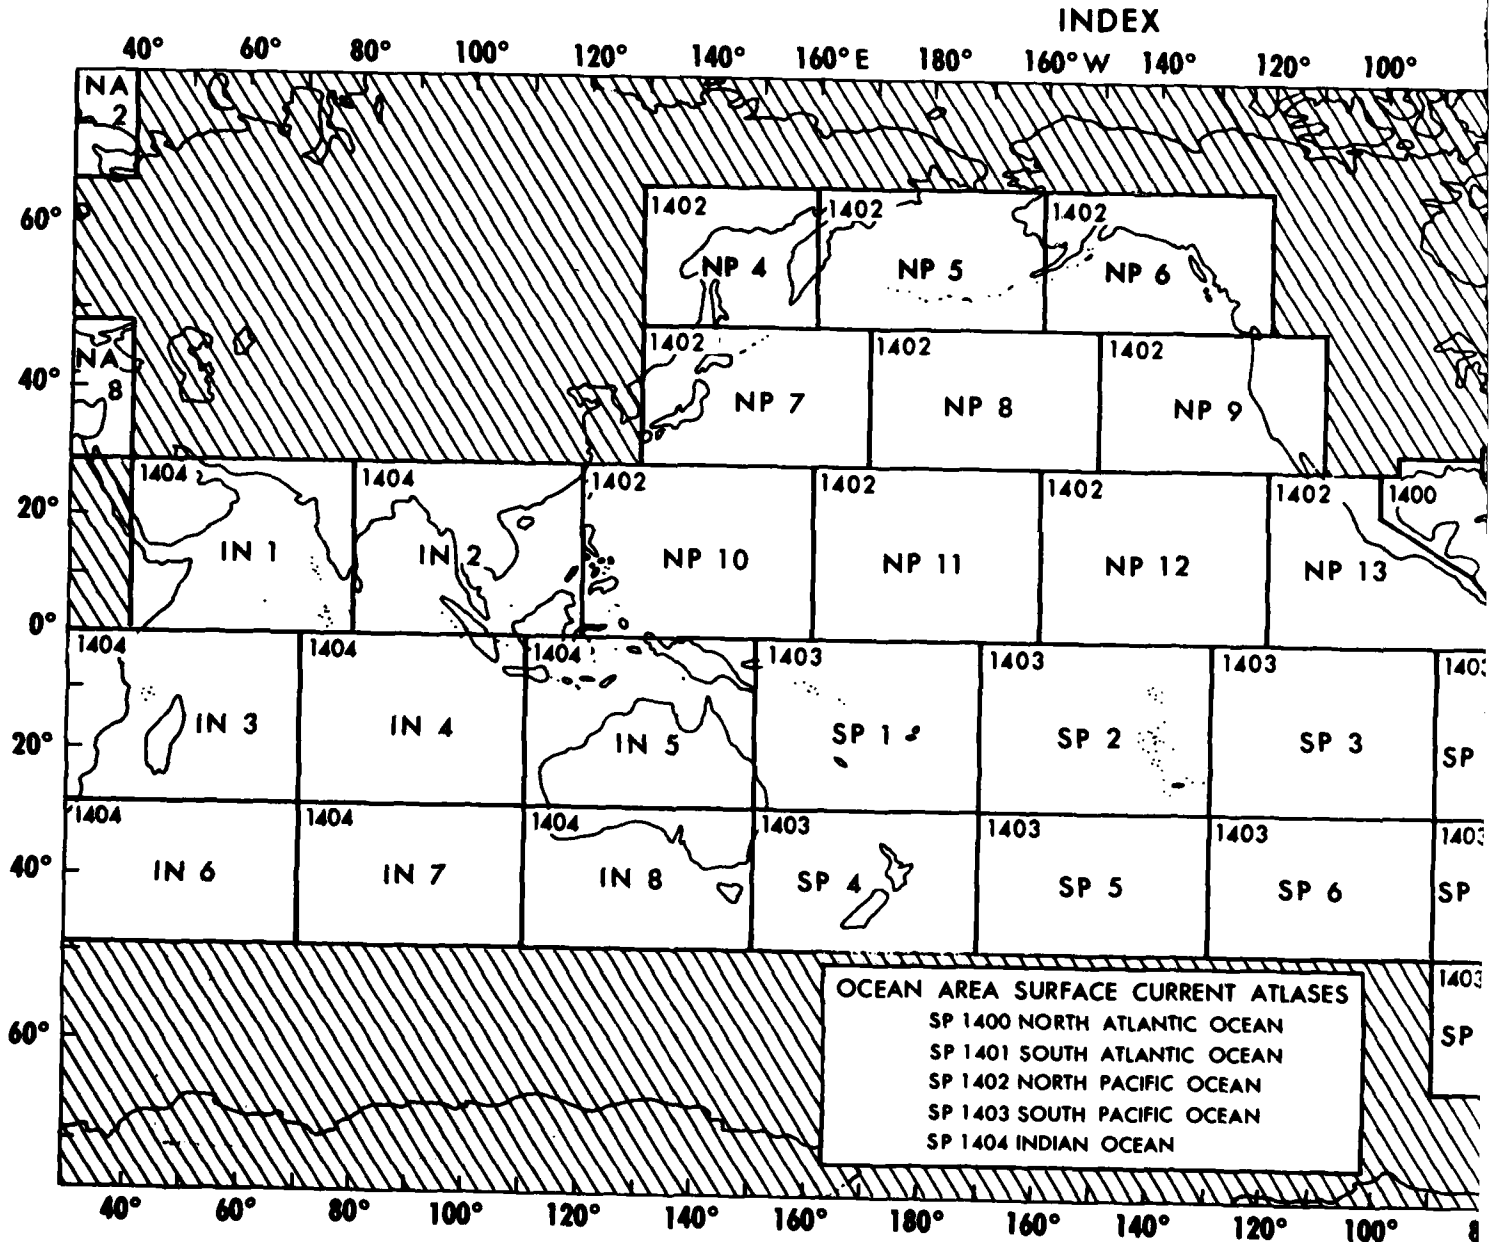 INDEX
40° 60° 80° 100° 120° 140° 160° E 180° 160° W 140° 120° 100°
NA
2
60°
1402 1402 1402
NP 4 NP 5 NP 6
1402 1402 1402
NA
8
40°
NP 7 NP 8 NP 9
1404 1404 1402 1402 1402 1402 1400
20°
IN 1 IN 2 NP 10 NP 11 NP 12 NP 13
0°
1404 1404 1404 1403 1403 1403 1403
IN 3 IN 4 IN 5 SP 1 SP 2 SP 3 SP
20°
1404 1404 1404 1403 1403 1403 1403
40°
IN 6 IN 7 IN 8 SP 4 SP 5 SP 6 SP
1403
OCEAN AREA SURFACE CURRENT ATLASES
SP 1400 NORTH ATLANTIC OCEAN
SP 1401 SOUTH ATLANTIC OCEAN
SP 1402 NORTH PACIFIC OCEAN
SP 1403 SOUTH PACIFIC OCEAN
SP 1404 INDIAN OCEAN
60°
SP
40° 60° 80° 100° 120° 140° 160° 180° 160° 140° 120° 100° 8